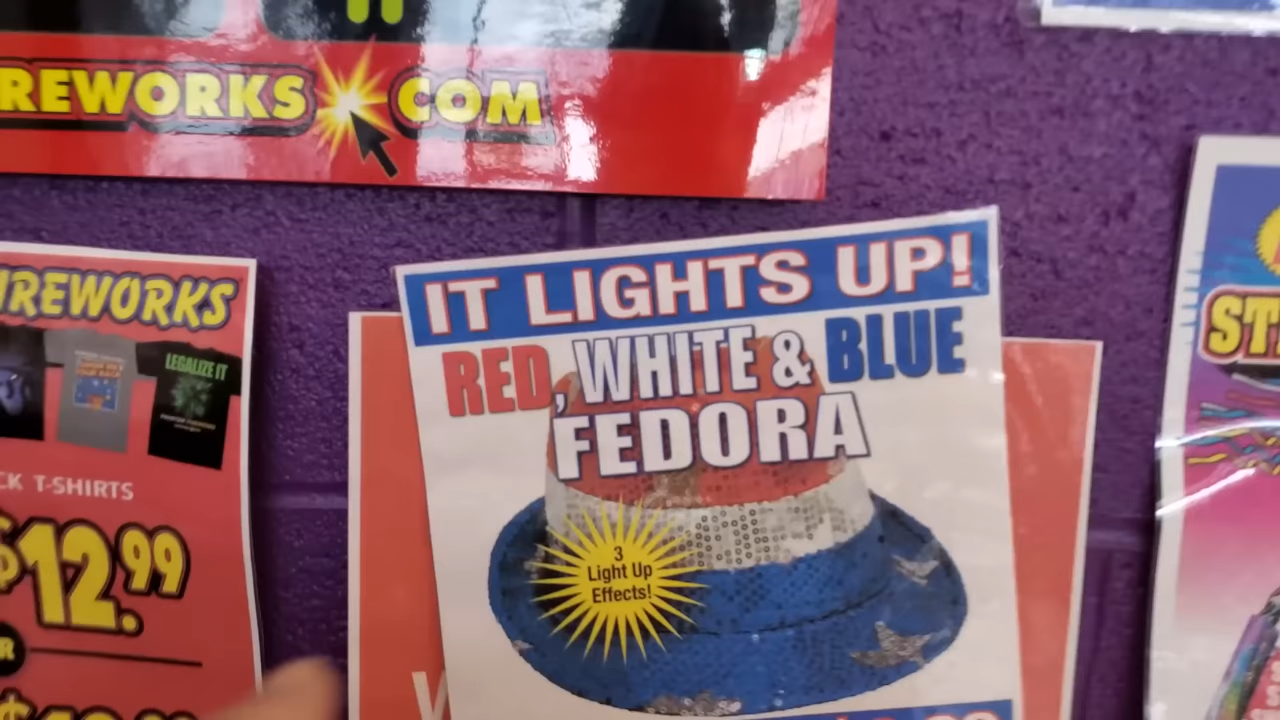 REWORKS COM
IREWORKS
LEGALIZE IT
CK T-SHIRTS
$12.99
IT LIGHTS UP!
RED, WHITE & BLUE
FEDORA
3
Light Up
Effects!
ST